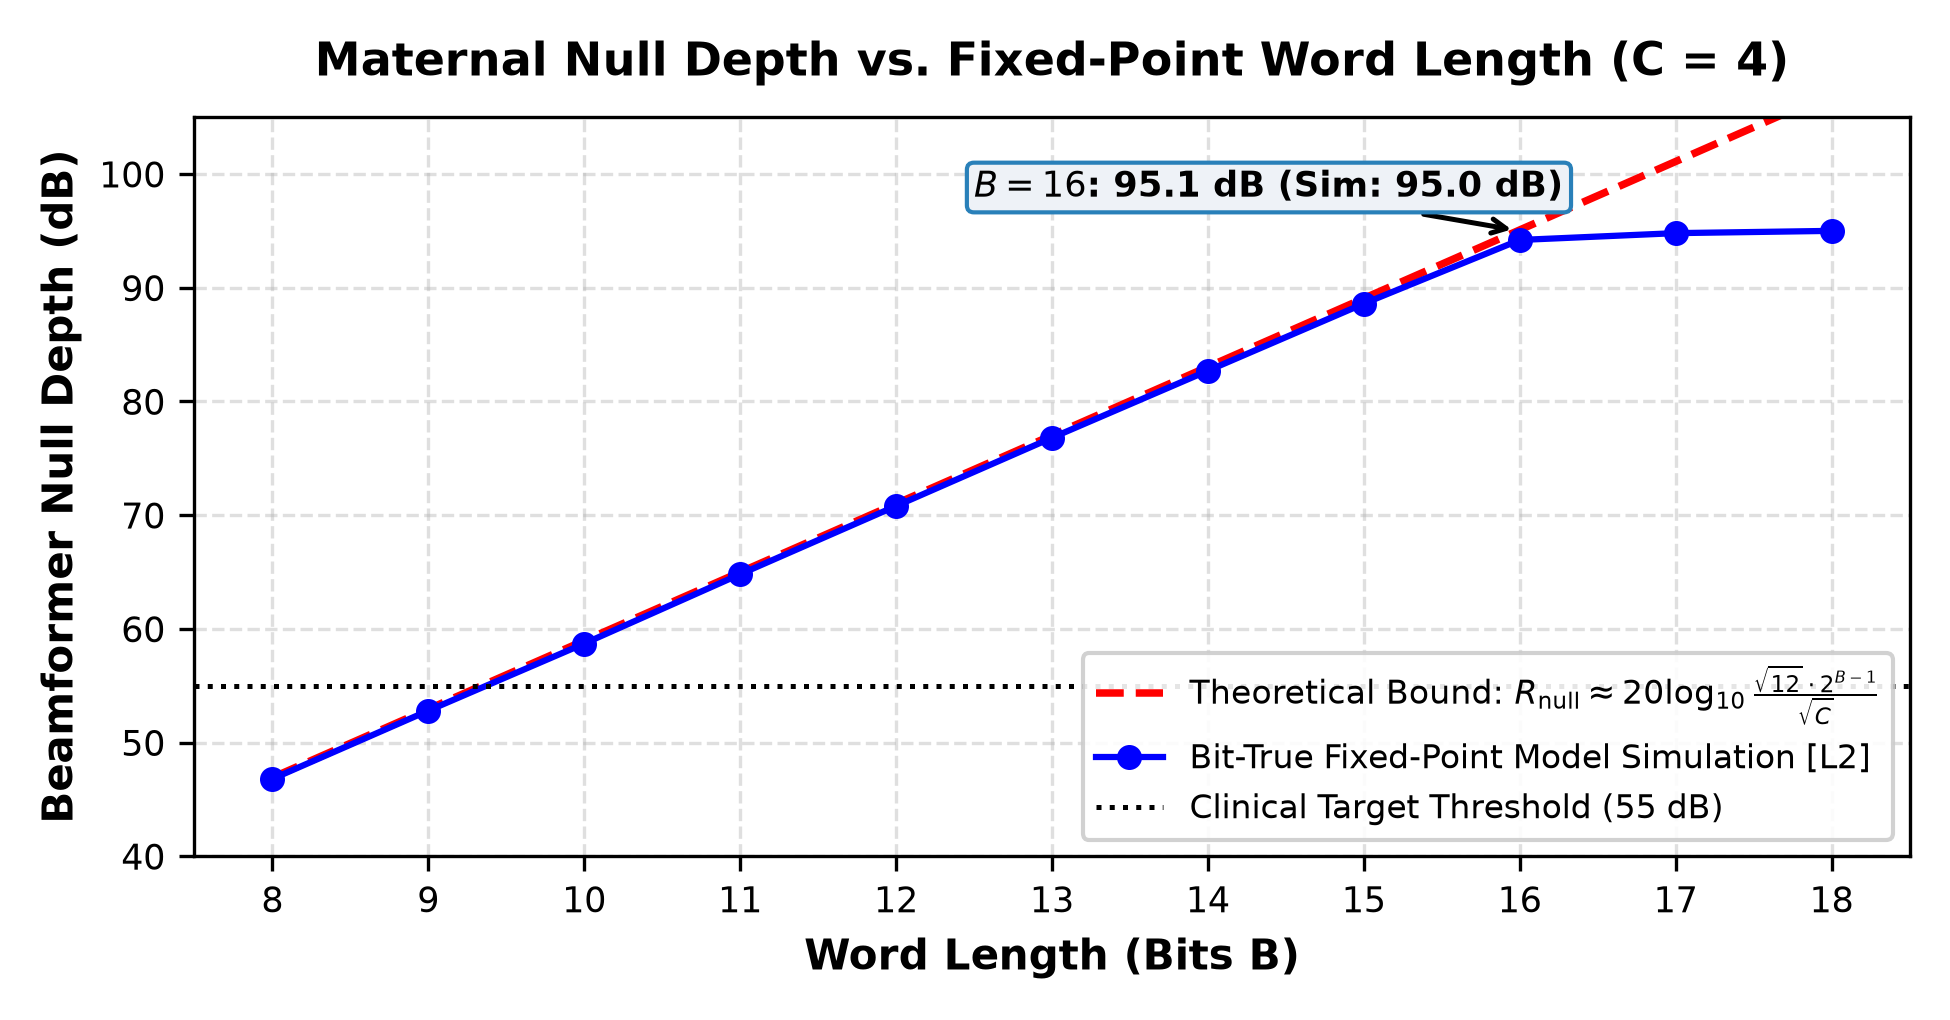 Maternal Null Depth vs. Fixed-Point Word Length (C = 4)
Beamformer Null Depth (dB)
100
90
80
70
60
50
40
B = 16: 95.1 dB (Sim: 95.0 dB)
Theoretical Bound: R_null ≈ 20log₁₀ √12 · 2^(B−1) / √C
Bit-True Fixed-Point Model Simulation [L2]
Clinical Target Threshold (55 dB)
8 9 10 11 12 13 14 15 16 17 18
Word Length (Bits B)